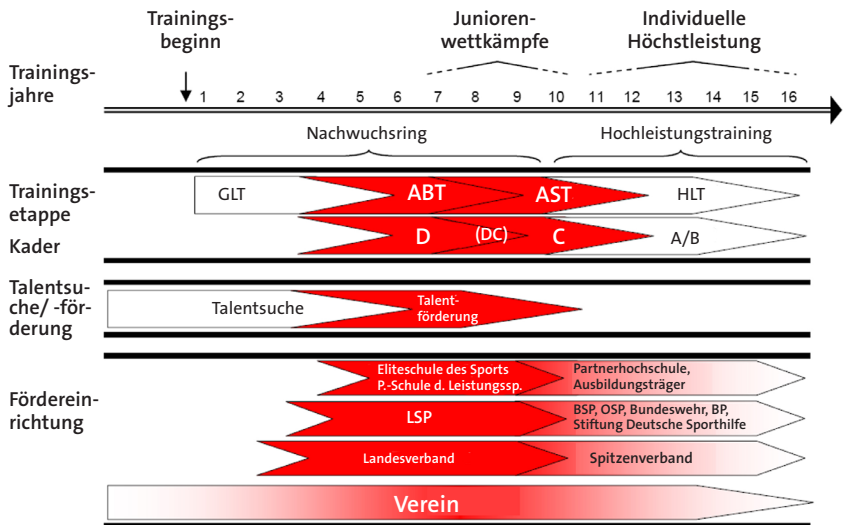 Trainings-
beginn
Junioren-
wettkämpfe
Individuelle
Höchstleistung
Trainings-
jahre
1 2 3 4 5 6 7 8 9 10 11 12 13 14 15 16
Nachwuchsring
Hochleistungstraining
Trainings-
etappe
GLT ABT AST HLT
Kader
D (DC) C A/B
Talentsu-
che/ -för-
derung
Talentsuche
Talent-
förderung
Förderein
richtung
Eliteschule des Sports
P.-Schule d. Leistungssp.
Partnerhochschule,
Ausbildungsträger
LSP
BSP, OSP, Bundeswehr, BP,
Stiftung Deutsche Sporthilfe
Landesverband
Spitzenverband
Verein